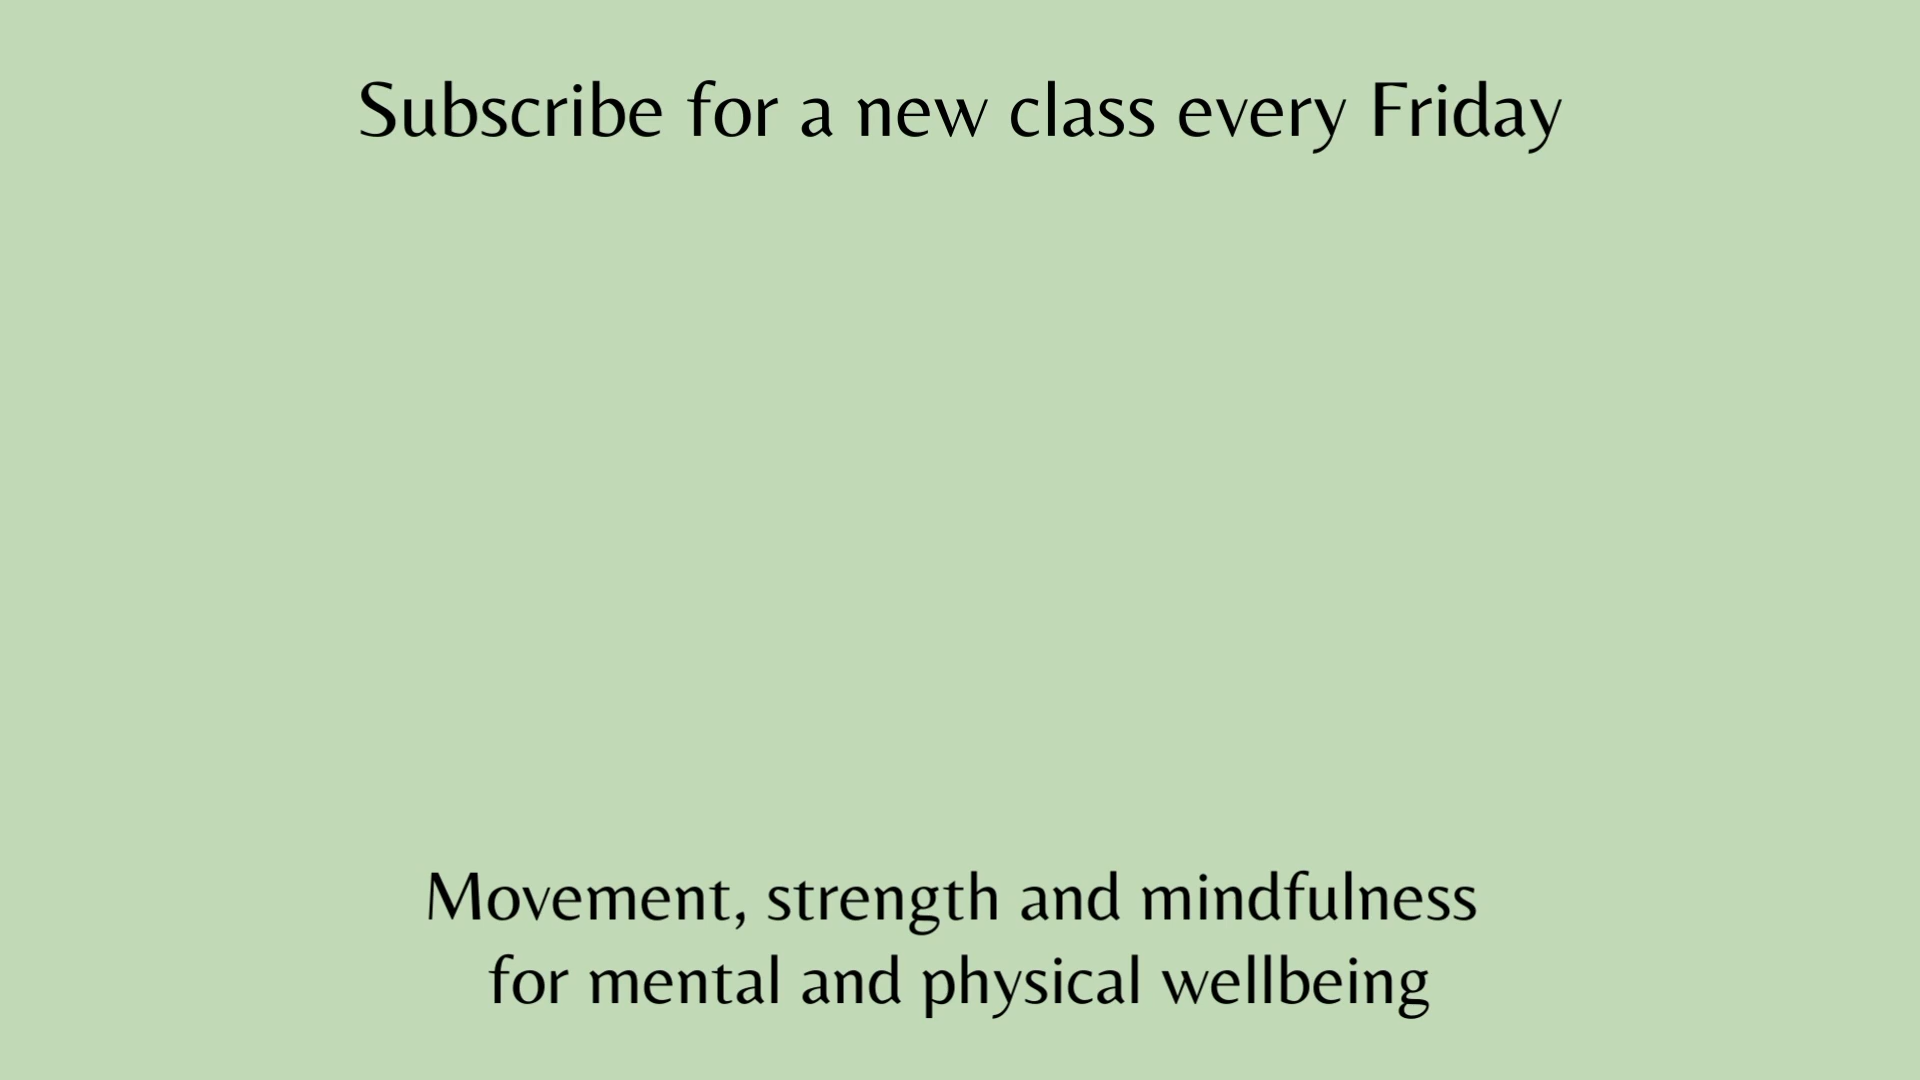 Subscribe for a new class every Friday
Movement, strength and mindfulness
for mental and physical wellbeing